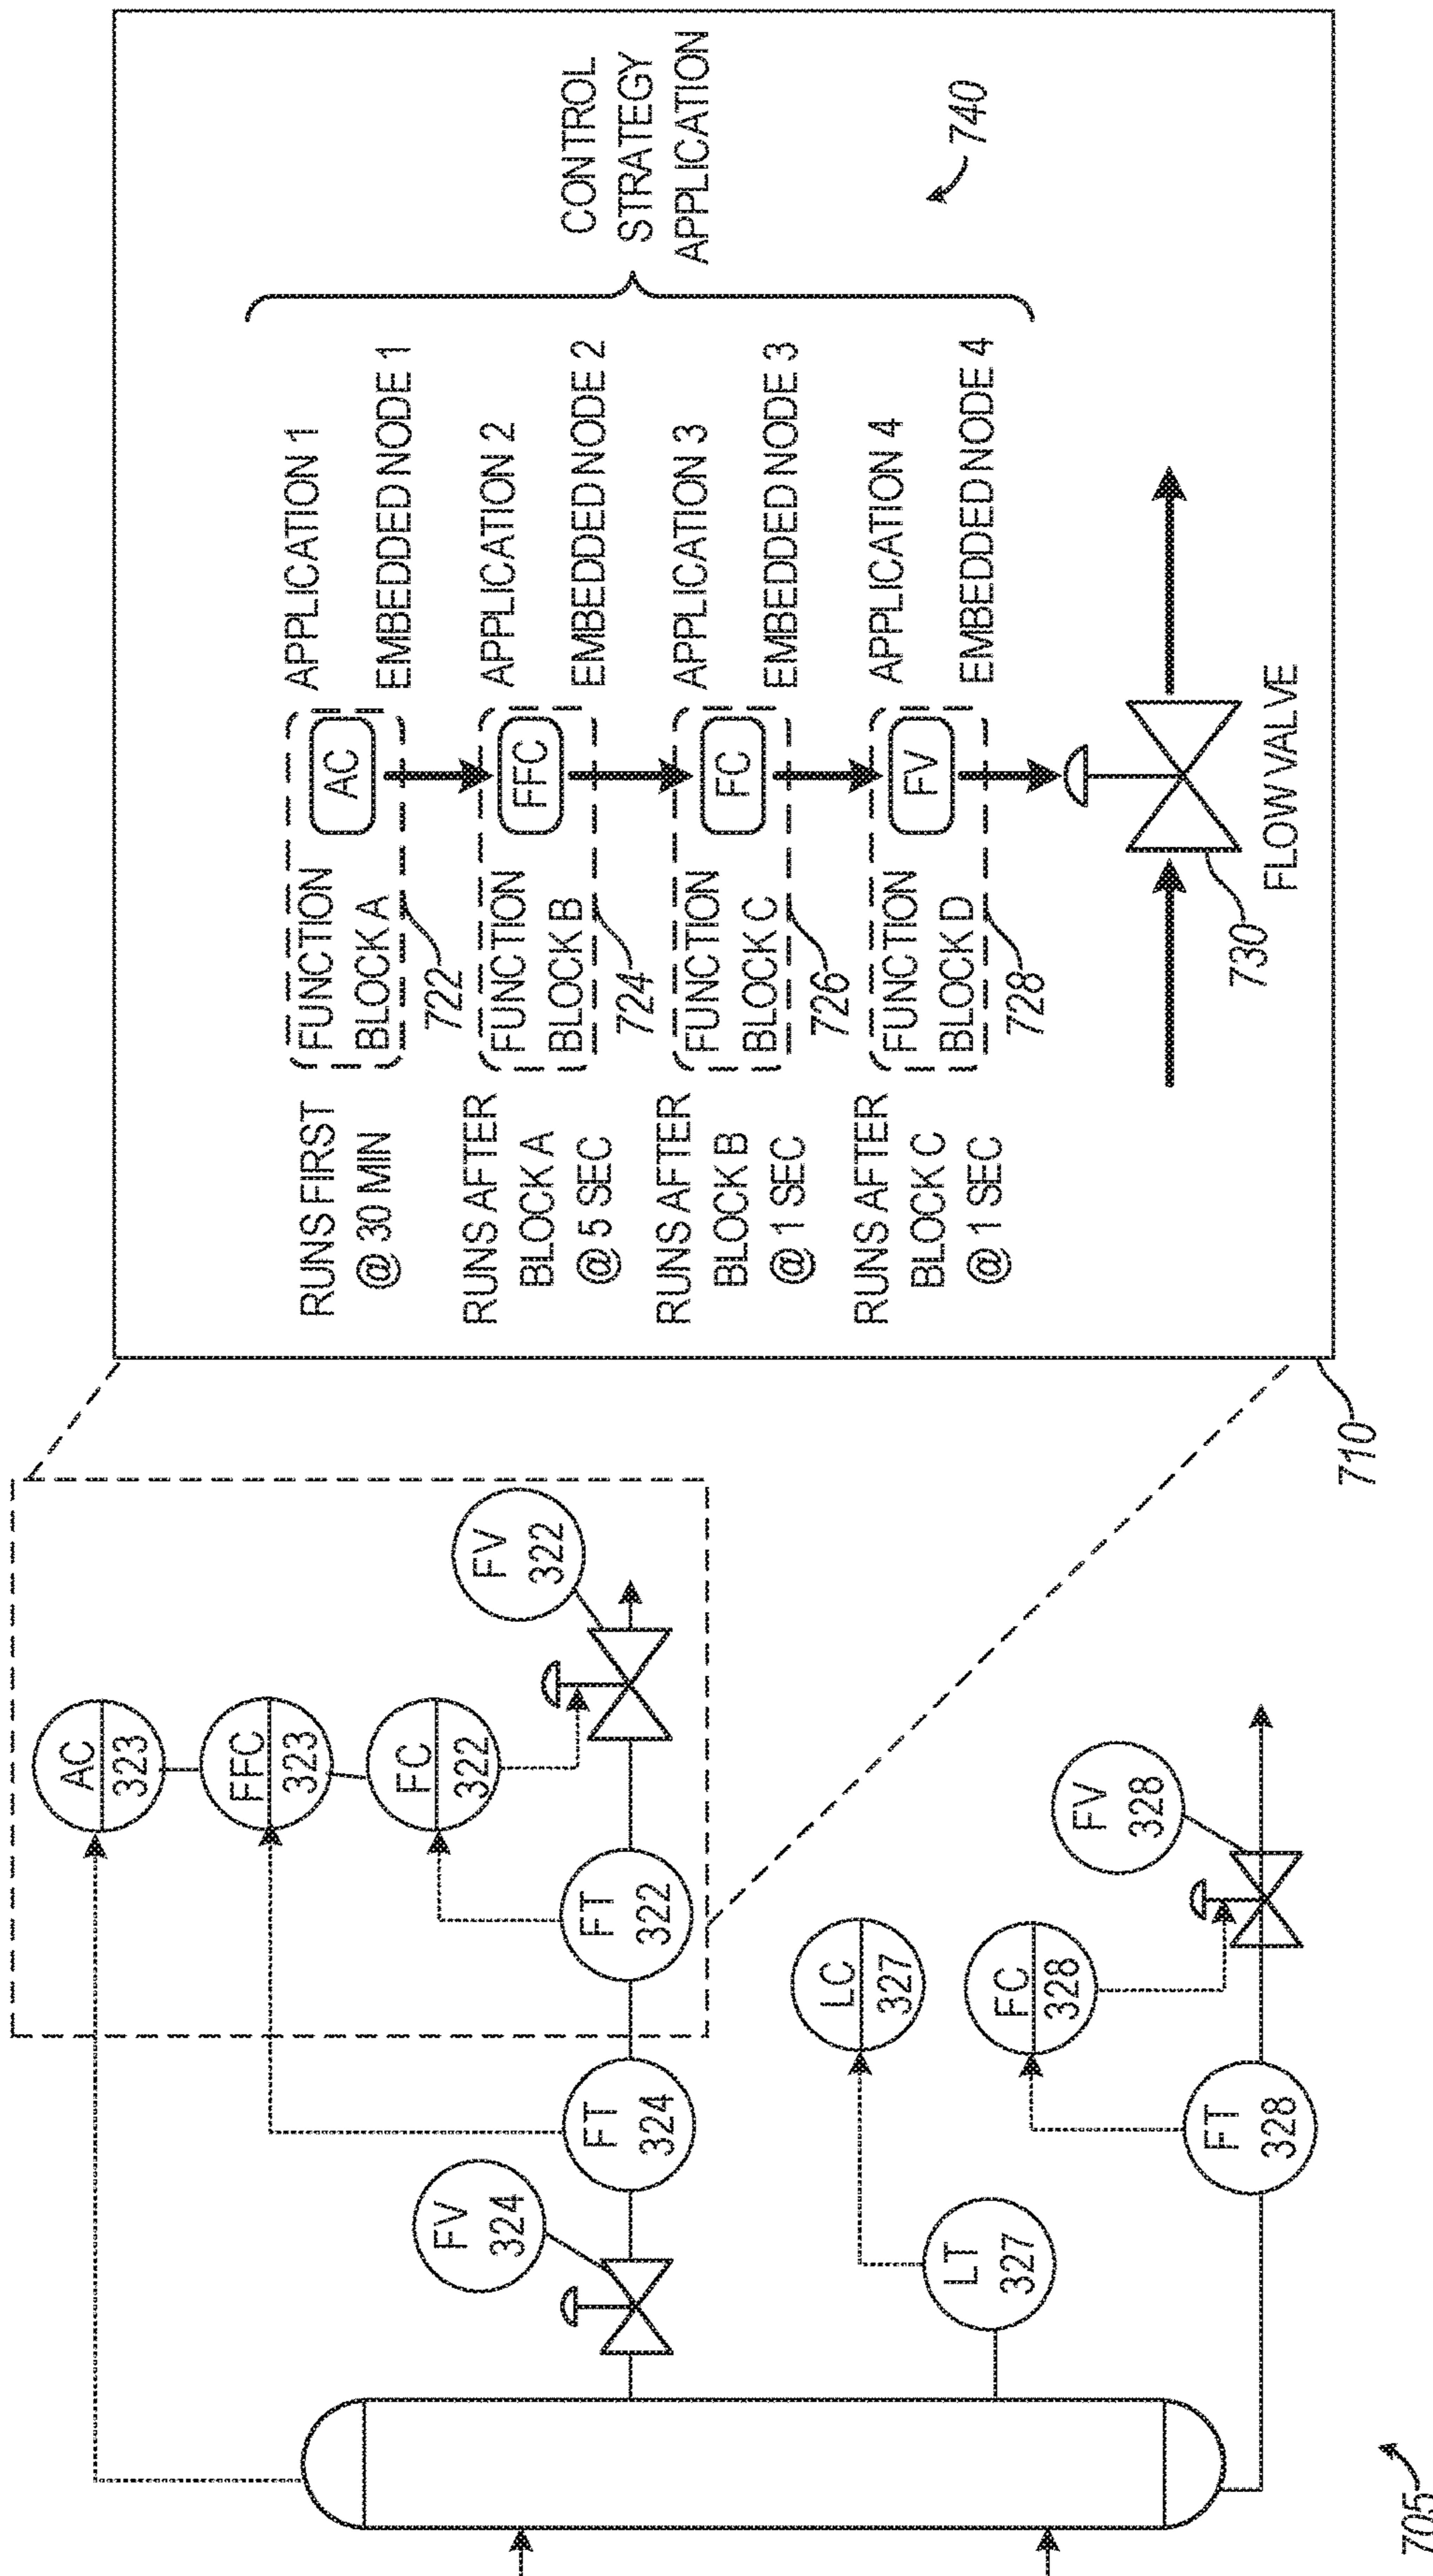 AC
323
FFC
323
FC
322
FV
322
FT
322
FT
324
FV
324
LC
327
LT
327
FC
328
FV
328
FT
328
705
710
RUNS FIRST
@ 30 MIN
FUNCTION
BLOCK A
AC
APPLICATION 1
EMBEDDED NODE 1
722
RUNS AFTER
BLOCK A
@ 5 SEC
FUNCTION
BLOCK B
FFC
APPLICATION 2
EMBEDDED NODE 2
724
RUNS AFTER
BLOCK B
@ 1 SEC
FUNCTION
BLOCK C
FC
APPLICATION 3
EMBEDDED NODE 3
726
RUNS AFTER
BLOCK C
@ 1 SEC
FUNCTION
BLOCK D
FV
APPLICATION 4
EMBEDDED NODE 4
728
CONTROL
STRATEGY
APPLICATION
740
730
FLOW VALVE